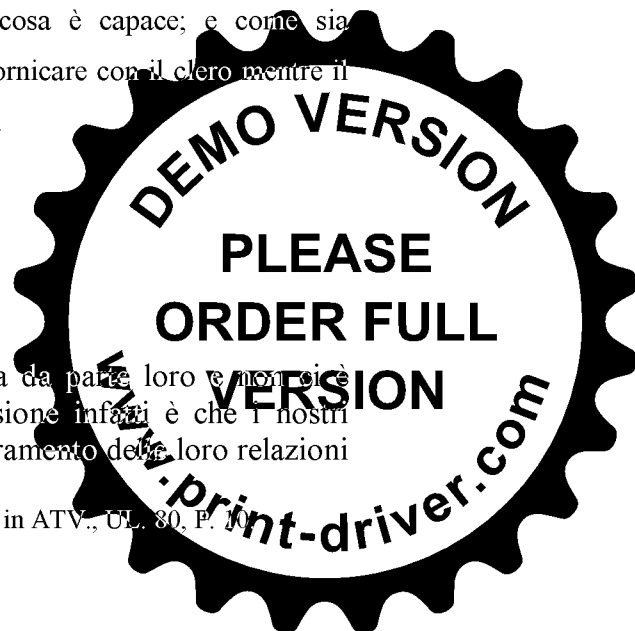 cosa è capace; e come sia
ornicare con il clero mentre il
DEMO VERSION
PLEASE
ORDER FULL
VERSION
www.print-driver.com
a da parte loro e non ci è
sione infatti è che i nostri
ramento delle loro relazioni
in ATV., UL. 80, P. 10.